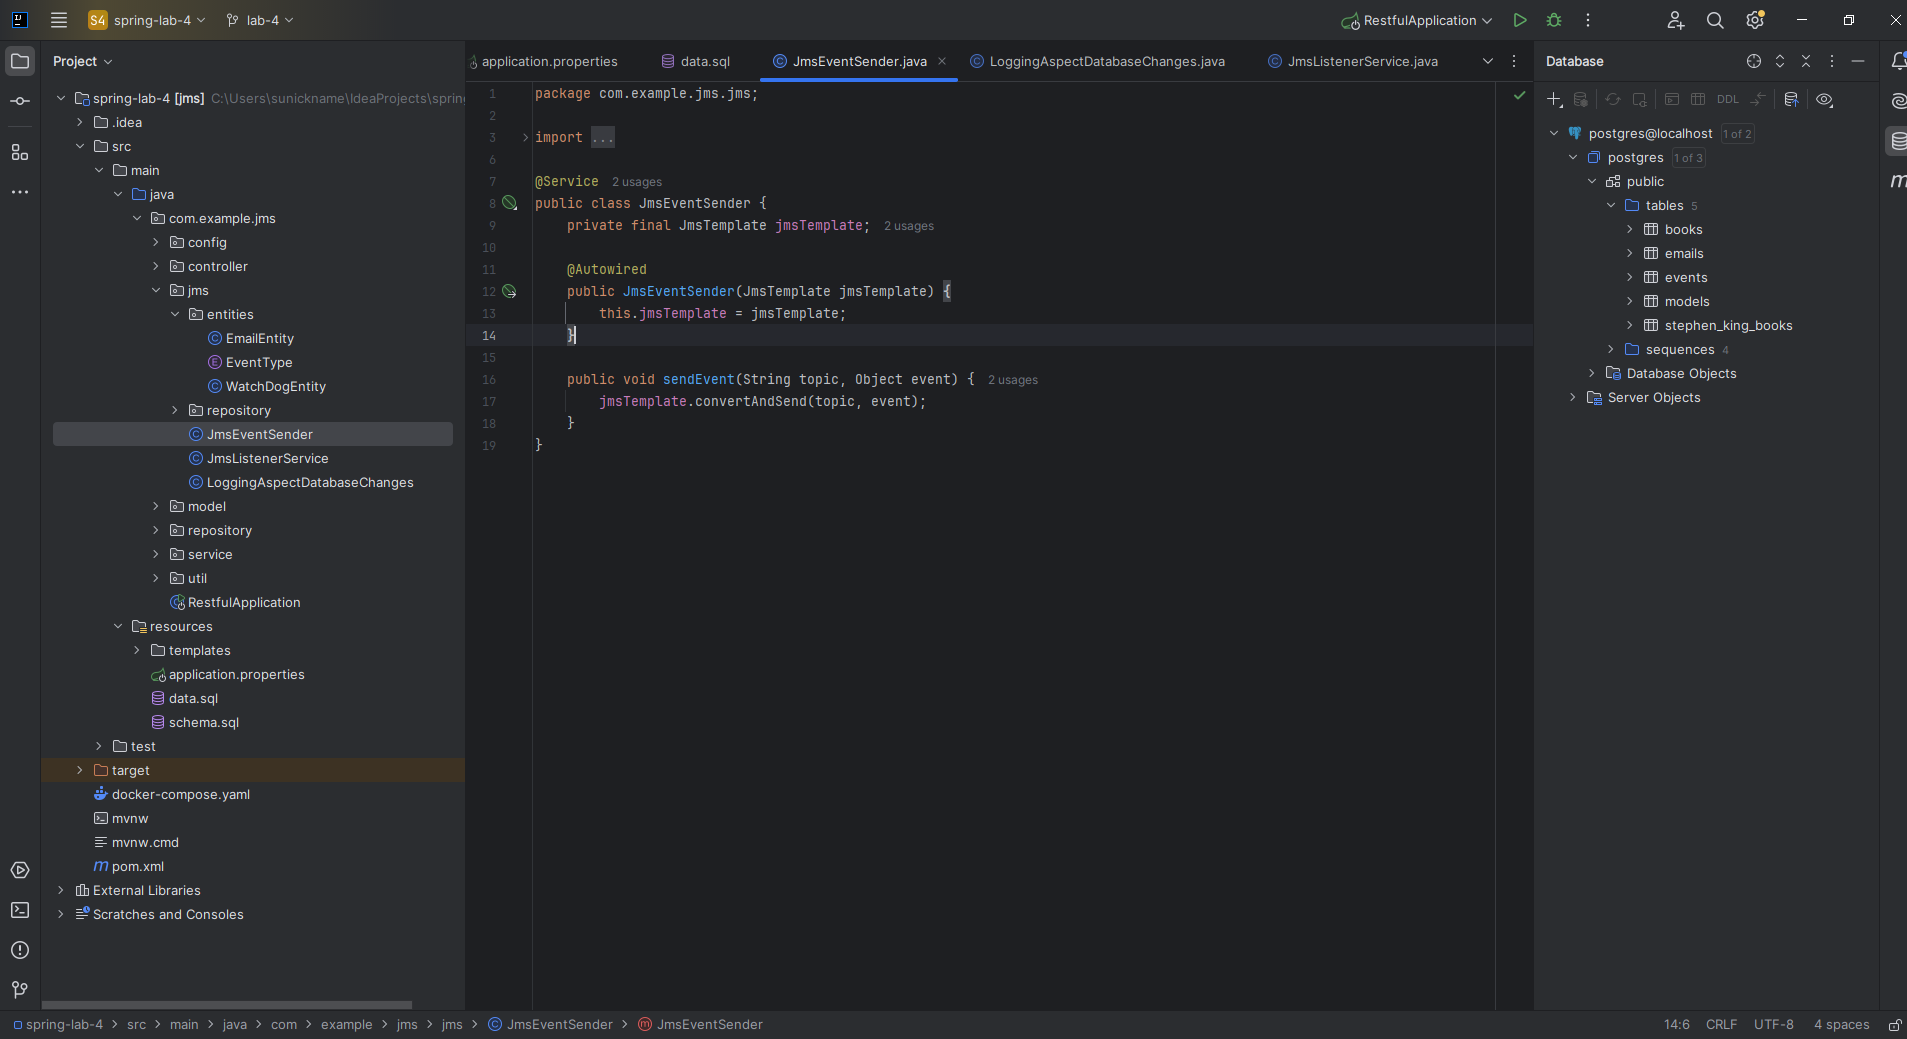 S4 spring-lab-4 lab-4 RestfulApplication
Project
spring-lab-4 [jms] C:\Users\sunickname\IdeaProjects\spring
.idea
src
main
java
com.example.jms
config
controller
jms
entities
EmailEntity
EventType
WatchDogEntity
repository
JmsEventSender
JmsListenerService
LoggingAspectDatabaseChanges
model
repository
service
util
RestfulApplication
resources
templates
application.properties
data.sql
schema.sql
test
target
docker-compose.yaml
mvnw
mvnw.cmd
pom.xml
External Libraries
Scratches and Consoles
application.properties data.sql JmsEventSender.java LoggingAspectDatabaseChanges.java JmsListenerService.java
1 package com.example.jms.jms;
2
3 import ...
6
7 @Service 2 usages
8 public class JmsEventSender {
9 private final JmsTemplate jmsTemplate; 2 usages
10
11 @Autowired
12 public JmsEventSender(JmsTemplate jmsTemplate) {
13 this.jmsTemplate = jmsTemplate;
14 }
15
16 public void sendEvent(String topic, Object event) { 2 usages
17 jmsTemplate.convertAndSend(topic, event);
18 }
19 }
Database
DDL
postgres@localhost 1 of 2
postgres 1 of 3
public
tables 5
books
emails
events
models
stephen_king_books
sequences 4
Database Objects
Server Objects
spring-lab-4 > src > main > java > com > example > jms > jms > JmsEventSender > JmsEventSender
14:6 CRLF UTF-8 4 spaces